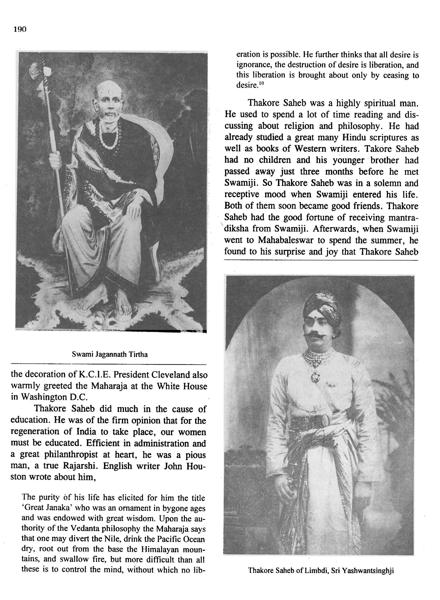 190
Swami Jagannath Tirtha
the decoration of K.C.I.E. President Cleveland also
warmly greeted the Maharaja at the White House
in Washington D.C.
Thakore Saheb did much in the cause of
education. He was of the firm opinion that for the
regeneration of India to take place, our women
must be educated. Efficient in administration and
a great philanthropist at heart, he was a pious
man, a true Rajarshi. English writer John Hou-
ston wrote about him,
The purity of his life has elicited for him the title
'Great Janaka' who was an ornament in bygone ages
and was endowed with great wisdom. Upon the au-
thority of the Vedanta philosophy the Maharaja says
that one may divert the Nile, drink the Pacific Ocean
dry, root out from the base the Himalayan moun-
tains, and swallow fire, but more difficult than all
these is to control the mind, without which no lib-
eration is possible. He further thinks that all desire is
ignorance, the destruction of desire is liberation, and
this liberation is brought about only by ceasing to
desire.¹⁰
Thakore Saheb was a highly spiritual man.
He used to spend a lot of time reading and dis-
cussing about religion and philosophy. He had
already studied a great many Hindu scriptures as
well as books of Western writers. Takore Saheb
had no children and his younger brother had
passed away just three months before he met
Swamiji. So Thakore Saheb was in a solemn and
receptive mood when Swamiji entered his life.
Both of them soon became good friends. Thakore
Saheb had the good fortune of receiving mantra-
diksha from Swamiji. Afterwards, when Swamiji
went to Mahabaleswar to spend the summer, he
found to his surprise and joy that Thakore Saheb
Thakore Saheb of Limbdi, Sri Yashwantsinghji